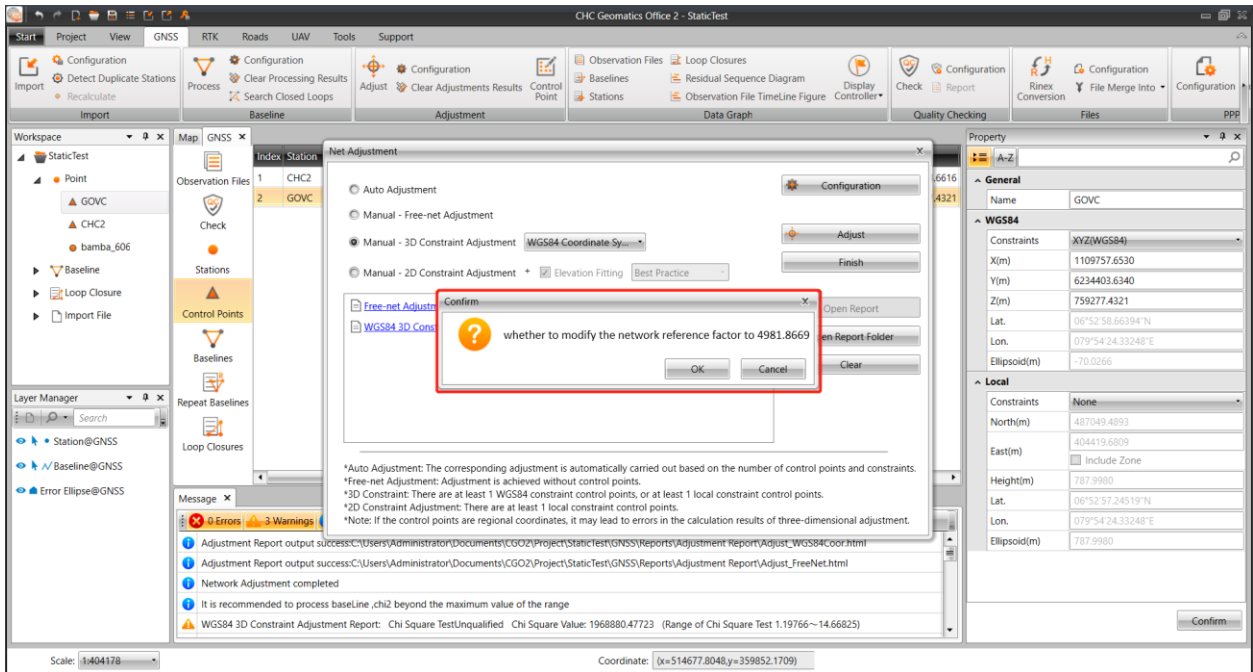 CHC Geomatics Office 2 - StaticTest
Start Project View GNSS RTK Roads UAV Tools Support
Import
Configuration
Detect Duplicate Stations
Recalculate
Import
Process
Configuration
Clear Processing Results
Search Closed Loops
Baseline
Adjust
Configuration
Clear Adjustments Results
Control Point
Adjustment
Observation Files
Baselines
Stations
Loop Closures
Residual Sequence Diagram
Observation File TimeLine Figure
Display Controller
Data Graph
Check
Configuration
Report
Quality Checking
Rinex Conversion
Configuration
File Merge Into
Files
Configuration
PPP
Workspace
StaticTest
Point
GOVC
CHC2
bamba_606
Baseline
Loop Closure
Import File
Layer Manager
Search
Station@GNSS
Baseline@GNSS
Error Ellipse@GNSS
Map GNSS
Observation Files
Check
Stations
Control Points
Baselines
Repeat Baselines
Loop Closures
Index Station
1 CHC2 .6616
2 GOVC .4321
Net Adjustment
Auto Adjustment
Manual - Free-net Adjustment
Manual - 3D Constraint Adjustment WGS84 Coordinate Sy...
Manual - 2D Constraint Adjustment + Elevation Fitting Best Practice
Configuration
Adjust
Finish
Free-net Adjustm
WGS84 3D Cons
Open Report
en Report Folder
Clear
Confirm
whether to modify the network reference factor to 4981.8669
OK Cancel
*Auto Adjustment: The corresponding adjustment is automatically carried out based on the number of control points and constraints.
*Free-net Adjustment: Adjustment is achieved without control points.
*3D Constraint: There are at least 1 WGS84 constraint control points, or at least 1 local constraint control points.
*2D Constraint Adjustment: There are at least 1 local constraint control points.
*Note: If the control points are regional coordinates, it may lead to errors in the calculation results of three-dimensional adjustment.
Message
0 Errors 3 Warnings
Adjustment Report output success:C:\Users\Administrator\Documents\CGO2\Project\StaticTest\GNSS\Reports\Adjustment Report\Adjust_WGS84Coor.html
Adjustment Report output success:C:\Users\Administrator\Documents\CGO2\Project\StaticTest\GNSS\Reports\Adjustment Report\Adjust_FreeNet.html
Network Adjustment completed
It is recommended to process baseLine ,chi2 beyond the maximum value of the range
WGS84 3D Constraint Adjustment Report: Chi Square TestUnqualified Chi Square Value: 1968880.47723 (Range of Chi Square Test 1.19766～14.66825)
Property
A-Z
General
Name GOVC
WGS84
Constraints XYZ(WGS84)
X(m) 1109757.6530
Y(m) 6234403.6340
Z(m) 759277.4321
Lat. 06°52'58.66394"N
Lon. 079°54'24.33248"E
Ellipsoid(m) -70.0266
Local
Constraints None
North(m) 487049.4893
East(m) 404419.6809
Include Zone
Height(m) 787.9980
Lat. 06°52'57.24519"N
Lon. 079°54'24.33248"E
Ellipsoid(m) 787.9980
Confirm
Scale: 1:404178
Coordinate: (x=514677.8048,y=359852.1709)